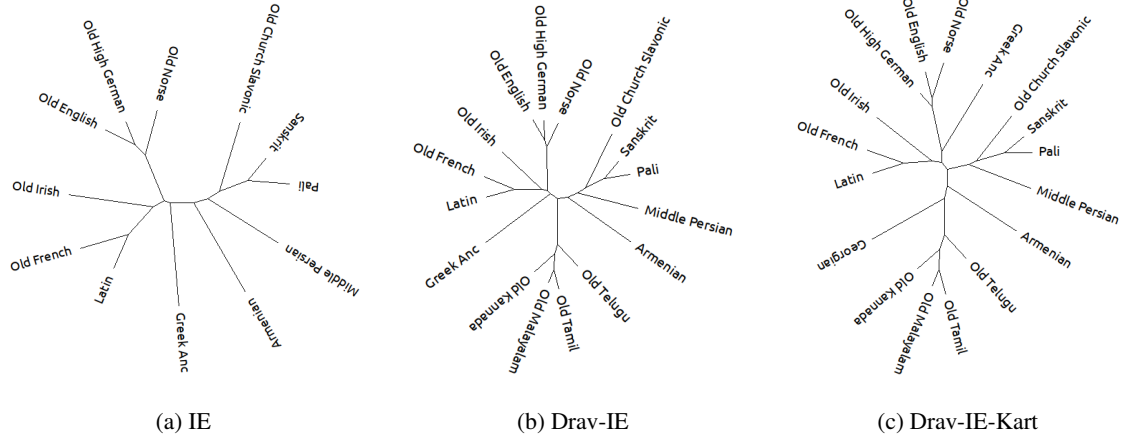 Old Church Slavonic
Old High German
Old Norse
Old English
Sanskrit
Old Irish
Pali
Old French
Middle Persian
Latin
Greek Anc
Armenian
(a) IE
Old High German
Old English
Old Norse
Old Church Slavonic
Old Irish
Sanskrit
Old French
Pali
Latin
Middle Persian
Greek Anc
Armenian
Old Kannada
Old Telugu
Old Malayalam
Old Tamil
(b) Drav-IE
Old English
Old Norse
Old High German
Greek Anc
Old Church Slavonic
Old Irish
Sanskrit
Old French
Pali
Latin
Middle Persian
Georgian
Armenian
Old Kannada
Old Telugu
Old Malayalam
Old Tamil
(c) Drav-IE-Kart